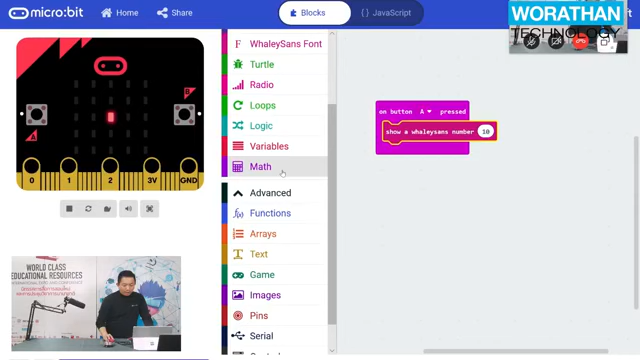 micro:bit
Home
Share
Blocks
{ } JavaScript
WORATHAN
TECHNOLOGY
WhaleySans Font
Turtle
Radio
Loops
Logic
Variables
Math
Advanced
Functions
Arrays
Text
Game
Images
Pins
Serial
on button A pressed
show a whaleysans number 10
A
B
0
1
2
3V
GND
WORLD CLASS
EDUCATIONAL
RESOURCES